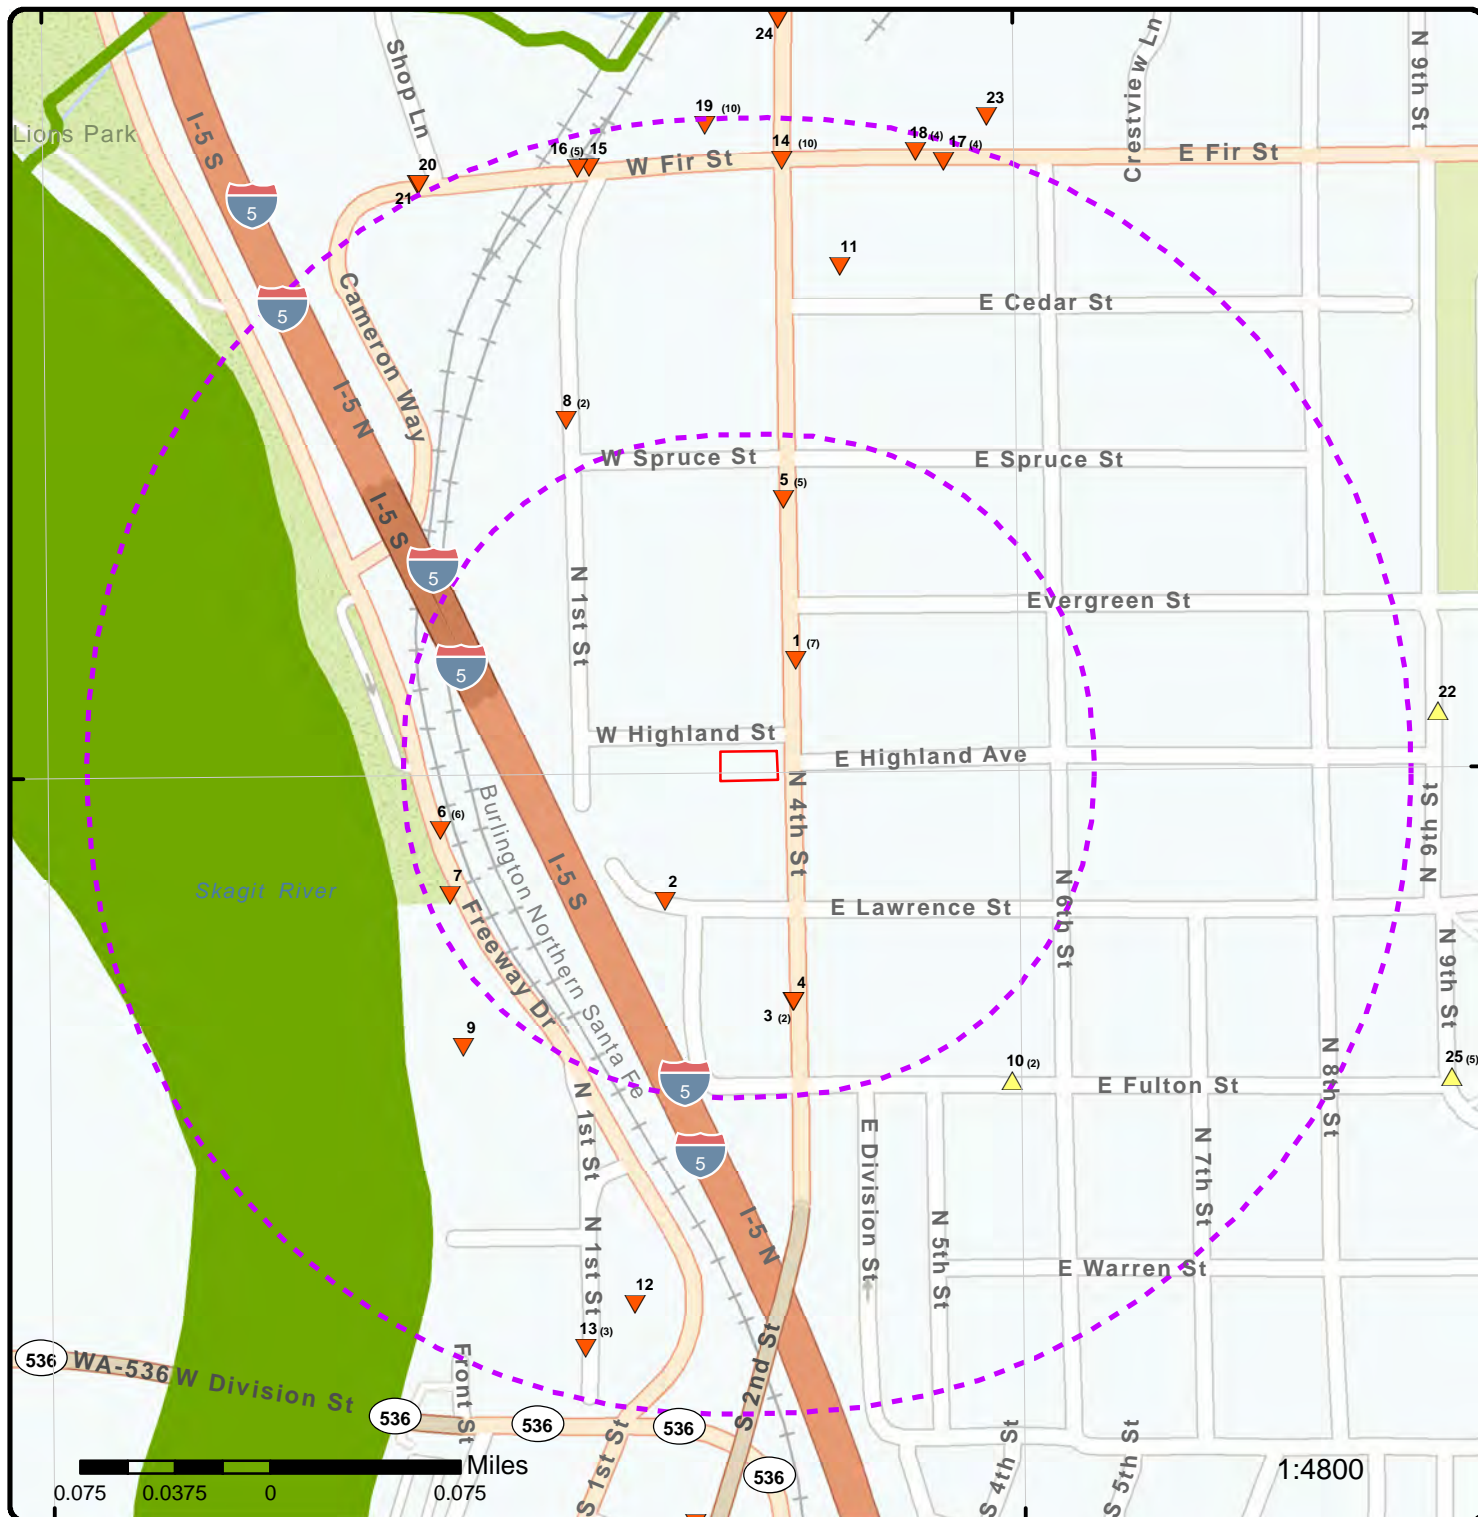 24
Shop Ln
Crestview Ln
N 9th St
I-5 S
Lions Park
19 (10)
23
16 (5) 15
14 (10)
18 (4)
17 (4)
W Fir St
E Fir St
20
21
5
11
5
Cameron Way
E Cedar St
I-5 N
8 (2)
W Spruce St
E Spruce St
5 (5)
I-5 S
5
N 1st St
Evergreen St
1 (7)
5
22
W Highland St
E Highland Ave
N 4th St
N 9th St
6 (6)
Burlington Northern Santa Fe
Skagit River
7
I-5 S
2
E Lawrence St
N 6th St
Freeway Dr
N 9th St
4
3 (2)
9
5
10 (2)
25 (5)
E Fulton St
N 8th St
N 1st St
5
E Division St
N 7th St
I-5 N
N 5th St
N 1st St
E Warren St
12
13 (3)
536
WA-536
W Division St
Front St
S 2nd St
536
536
536
S 1st St
S 4th St
S 5th St
536
Miles
1:4800
0.075 0.0375 0 0.075